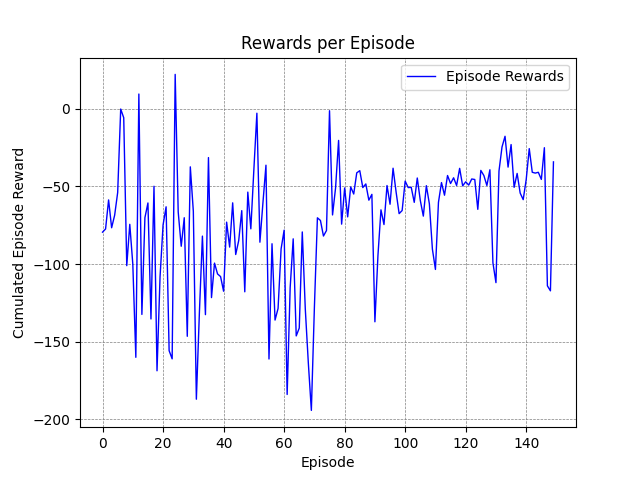 Rewards per Episode
Episode Rewards
Cumulated Episode Reward
0
−50
−100
−150
−200
0 20 40 60 80 100 120 140
Episode